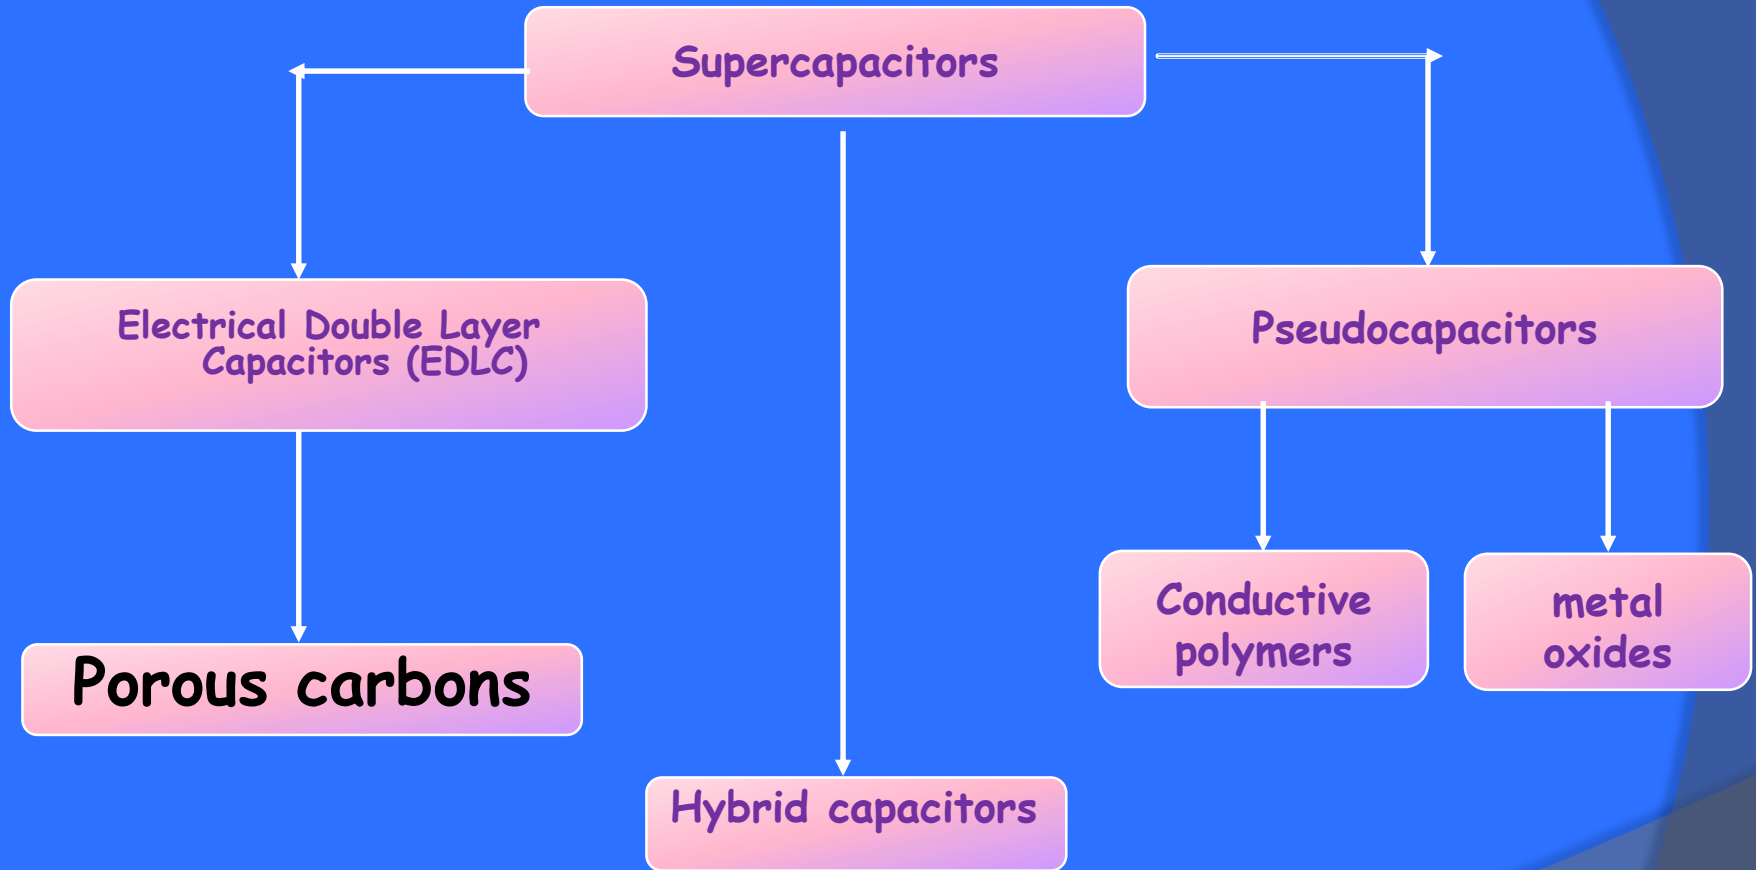 Supercapacitors
Electrical Double Layer
Capacitors (EDLC)
Pseudocapacitors
Conductive
polymers
metal
oxides
Porous carbons
Hybrid capacitors